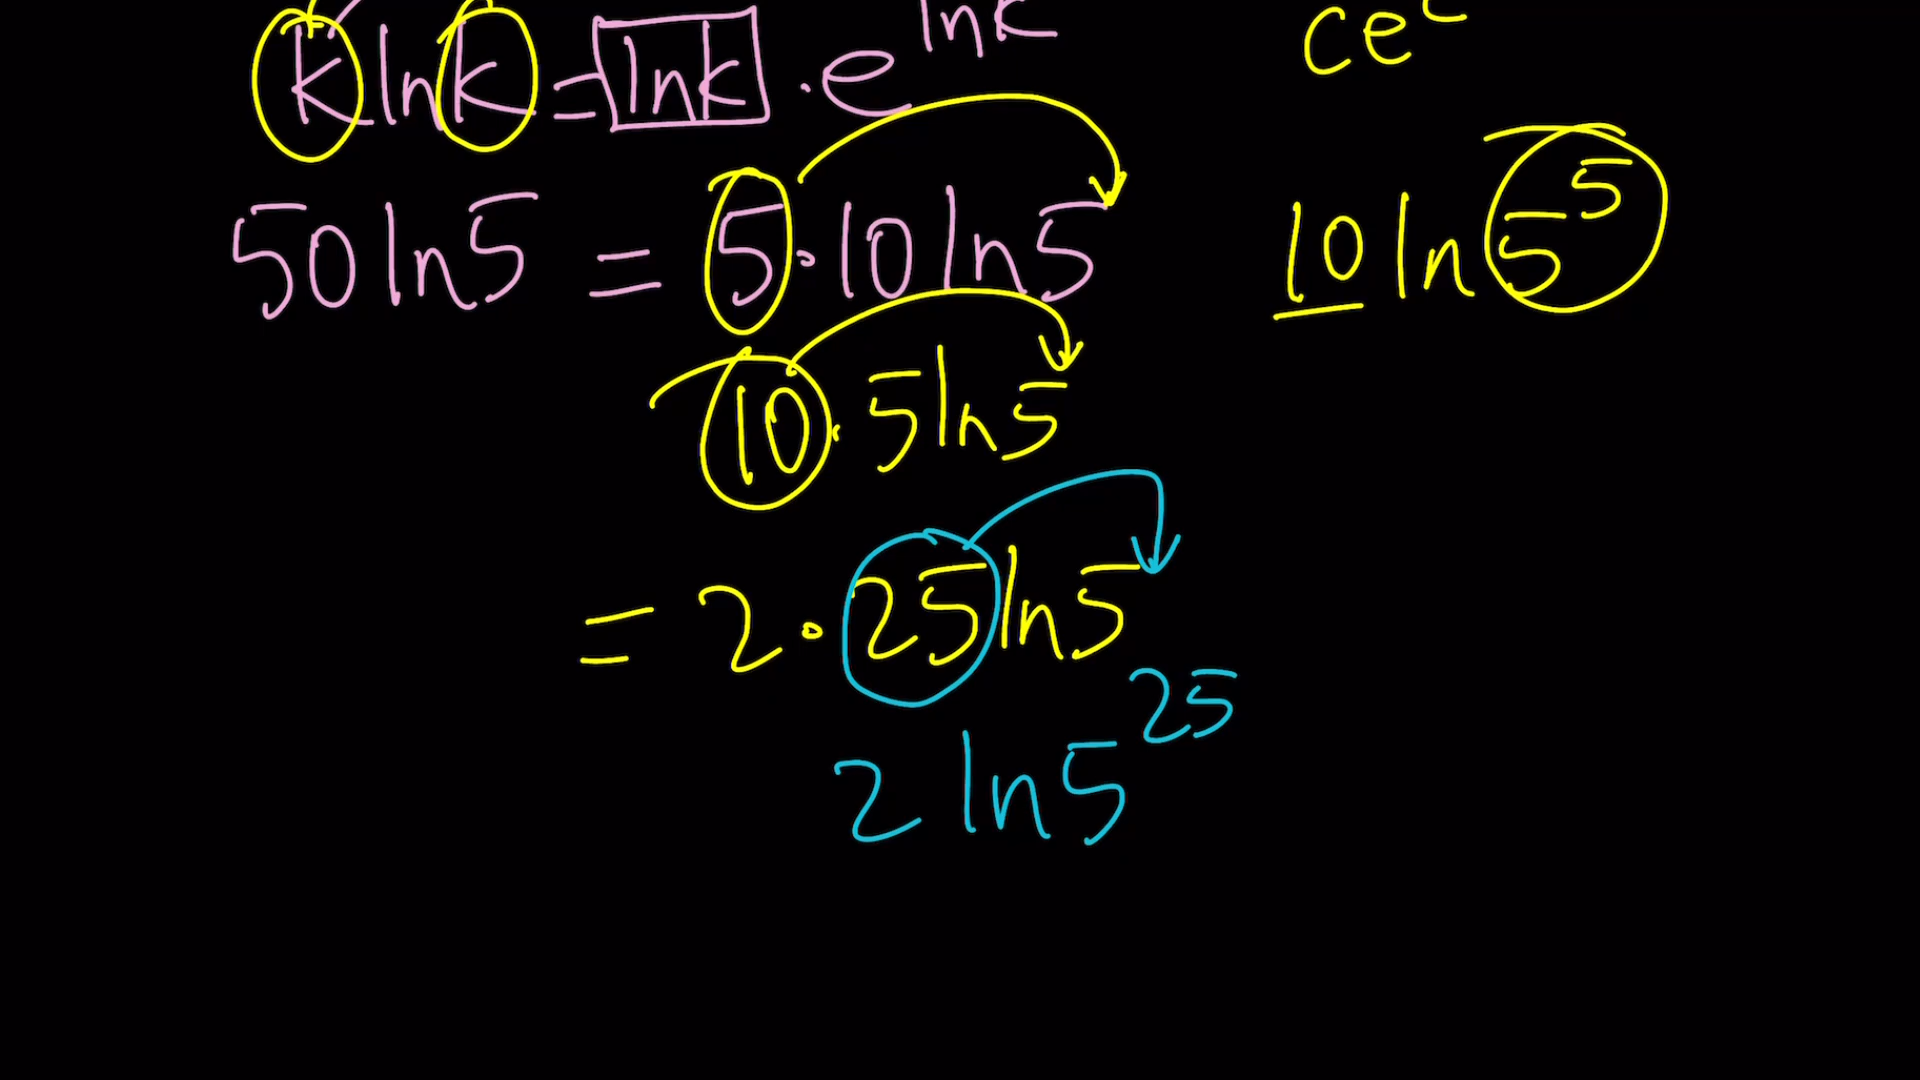 k ln k = ln k · e^{ln k}
ce^c
50 ln 5 = 5 · 10 ln 5
10 ln 5^5
10 · 5 ln 5
= 2 · 25 ln 5
2 ln 5^{25}